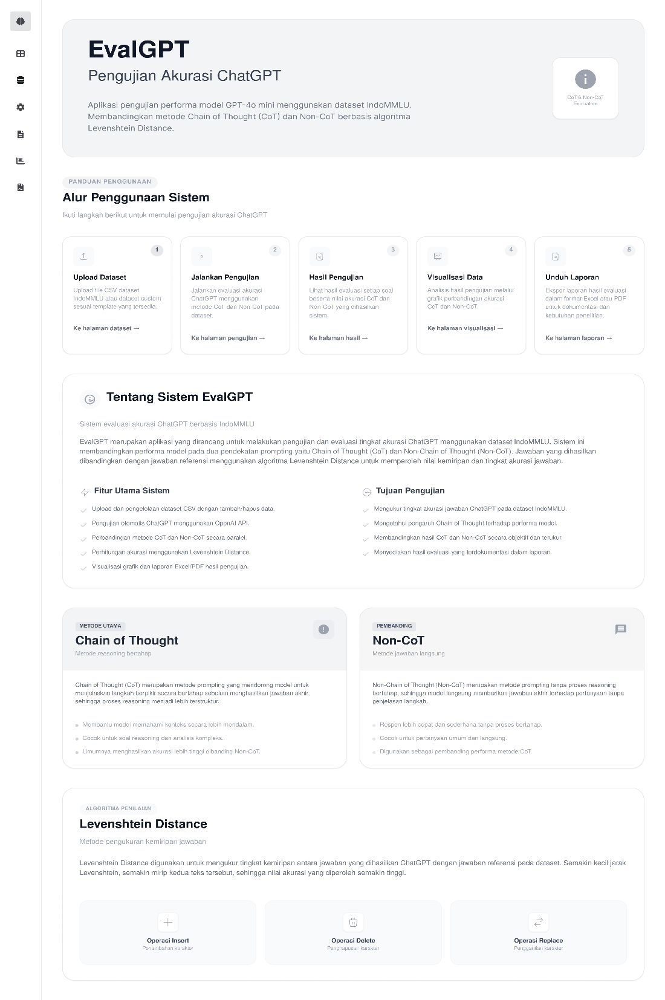 EvalGPT
Pengujian Akurasi ChatGPT
Aplikasi pengujian performa model GPT-4o mini menggunakan dataset IndoMMLU.
Membandingkan metode Chain of Thought (CoT) dan Non-CoT berbasis algoritma
Levenshtein Distance.
CoT & Non-CoT
Evaluation
PANDUAN PENGGUNAAN
Alur Penggunaan Sistem
Ikuti langkah berikut untuk memulai pengujian akurasi ChatGPT
1
Upload Dataset
Upload file CSV dataset
IndoMMLU atau dataset custom
sesuai template yang tersedia.
Ke halaman dataset →
2
Jalankan Pengujian
Jalankan evaluasi akurasi
ChatGPT menggunakan
metode CoT dan Non-CoT pada
dataset.
Ke halaman pengujian →
3
Hasil Pengujian
Lihat hasil evaluasi setiap soal
beserta nilai akurasi CoT dan
Non-CoT yang dihasilkan
sistem.
Ke halaman hasil →
4
Visualisasi Data
Analisis hasil pengujian melalui
grafik perbandingan akurasi
CoT dan Non-CoT.
Ke halaman visualisasi →
5
Unduh Laporan
Ekspor laporan hasil evaluasi
dalam format Excel atau PDF
untuk dokumentasi dan
kebutuhan penelitian.
Ke halaman laporan →
Tentang Sistem EvalGPT
Sistem evaluasi akurasi ChatGPT berbasis IndoMMLU
EvalGPT merupakan aplikasi yang dirancang untuk melakukan pengujian dan evaluasi tingkat akurasi ChatGPT menggunakan dataset IndoMMLU. Sistem ini
membandingkan performa model pada dua pendekatan prompting yaitu Chain of Thought (CoT) dan Non-Chain of Thought (Non-CoT). Jawaban yang dihasilkan
dibandingkan dengan jawaban referensi menggunakan algoritma Levenshtein Distance untuk memperoleh nilai kemiripan dan tingkat akurasi jawaban.
Fitur Utama Sistem
Upload dan pengelolaan dataset CSV dengan tambah/hapus data.
Pengujian otomatis ChatGPT menggunakan OpenAI API.
Perbandingan metode CoT dan Non-CoT secara paralel.
Perhitungan akurasi menggunakan Levenshtein Distance.
Visualisasi grafik dan laporan Excel/PDF hasil pengujian.
Tujuan Pengujian
Mengukur tingkat akurasi jawaban ChatGPT pada dataset IndoMMLU.
Mengetahui pengaruh Chain of Thought terhadap performa model.
Membandingkan hasil CoT dan Non-CoT secara objektif dan terukur.
Menyediakan hasil evaluasi yang terdokumentasi dalam laporan.
METODE UTAMA
Chain of Thought
Metode reasoning bertahap
Chain of Thought (CoT) merupakan metode prompting yang mendorong model untuk
menjelaskan langkah berpikir secara bertahap sebelum menghasilkan jawaban akhir,
sehingga proses reasoning menjadi lebih terstruktur.
Membantu model memahami konteks secara lebih mendalam.
Cocok untuk soal reasoning dan analisis kompleks.
Umumnya menghasilkan akurasi lebih tinggi dibanding Non-CoT.
PEMBANDING
Non-CoT
Metode jawaban langsung
Non-Chain of Thought (Non-CoT) merupakan metode prompting tanpa proses reasoning
bertahap, sehingga model langsung memberikan jawaban akhir terhadap pertanyaan tanpa
penjelasan langkah.
Respon lebih cepat dan sederhana tanpa proses bertahap.
Cocok untuk pertanyaan umum dan langsung.
Digunakan sebagai pembanding performa metode CoT.
ALGORITMA PENILAIAN
Levenshtein Distance
Metode pengukuran kemiripan jawaban
Levenshtein Distance digunakan untuk mengukur tingkat kemiripan antara jawaban yang dihasilkan ChatGPT dengan jawaban referensi pada dataset. Semakin kecil jarak
Levenshtein, semakin mirip kedua teks tersebut, sehingga nilai akurasi yang diperoleh semakin tinggi.
Operasi Insert
Penambahan karakter
Operasi Delete
Penghapusan karakter
Operasi Replace
Penggantian karakter